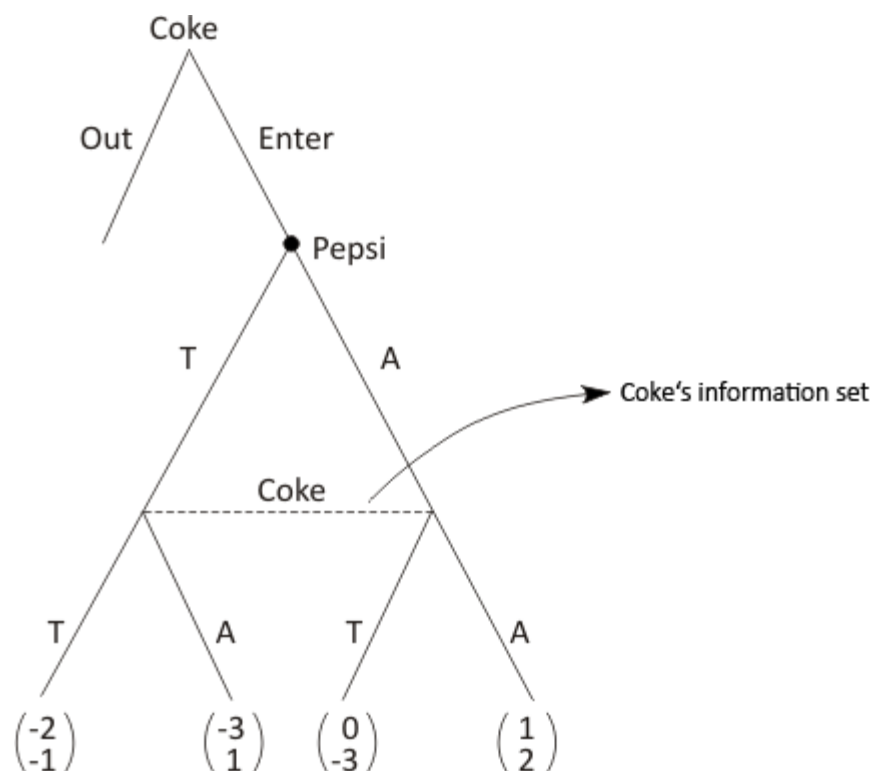 Coke
Out Enter
Pepsi
T A
Coke's information set
Coke
T A T A
-2 -3 0 1
-1 1 -3 2